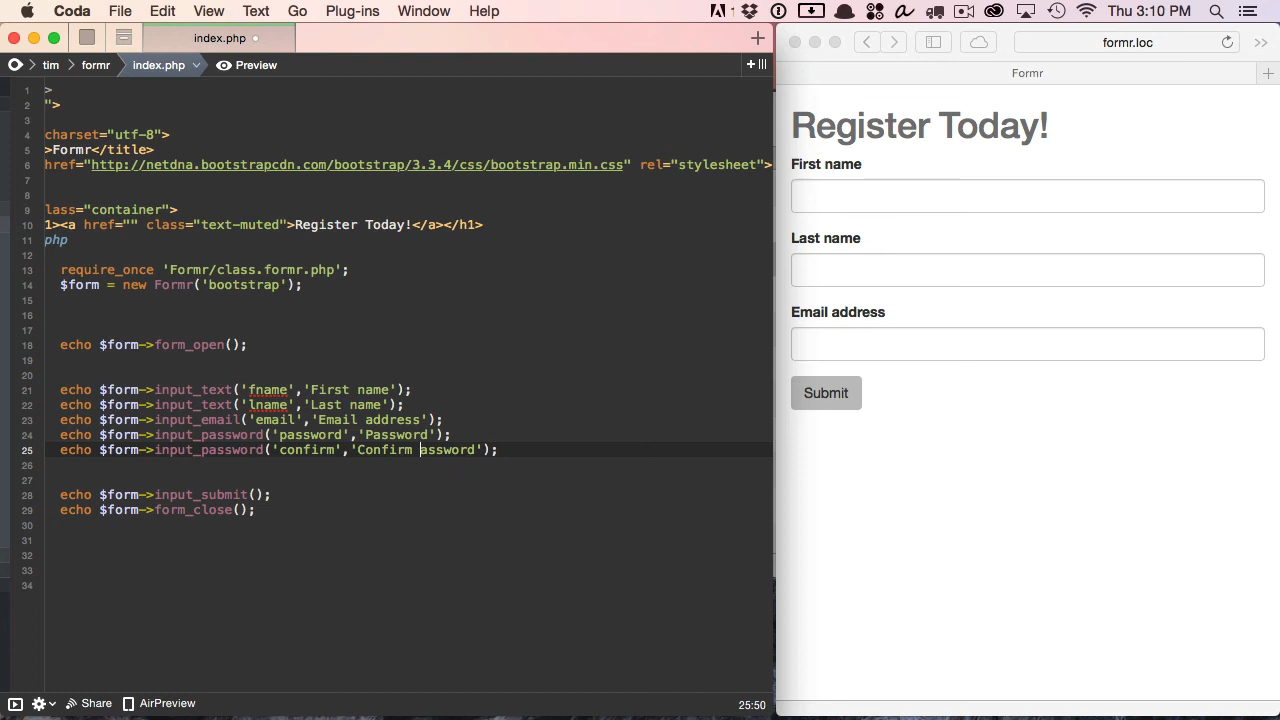 Coda File Edit View Text Go Plug-ins Window Help Thu 3:10 PM
index.php
tim formr index.php Preview
1 >
2 ">
3
4 charset="utf-8">
5 >Formr</title>
6 href="http://netdna.bootstrapcdn.com/bootstrap/3.3.4/css/bootstrap.min.css" rel="stylesheet">
7
8
9 lass="container">
10 1><a href="" class="text-muted">Register Today!</a></h1>
11 php
12
13 require_once 'Formr/class.formr.php';
14 $form = new Formr('bootstrap');
15
16
17
18 echo $form->form_open();
19
20
21 echo $form->input_text('fname','First name');
22 echo $form->input_text('lname','Last name');
23 echo $form->input_email('email','Email address');
24 echo $form->input_password('password','Password');
25 echo $form->input_password('confirm','Confirm assword');
26
27
28 echo $form->input_submit();
29 echo $form->form_close();
30
31
32
33
34
Share AirPreview 25:50
formr.loc
Formr
Register Today!
First name
Last name
Email address
Submit